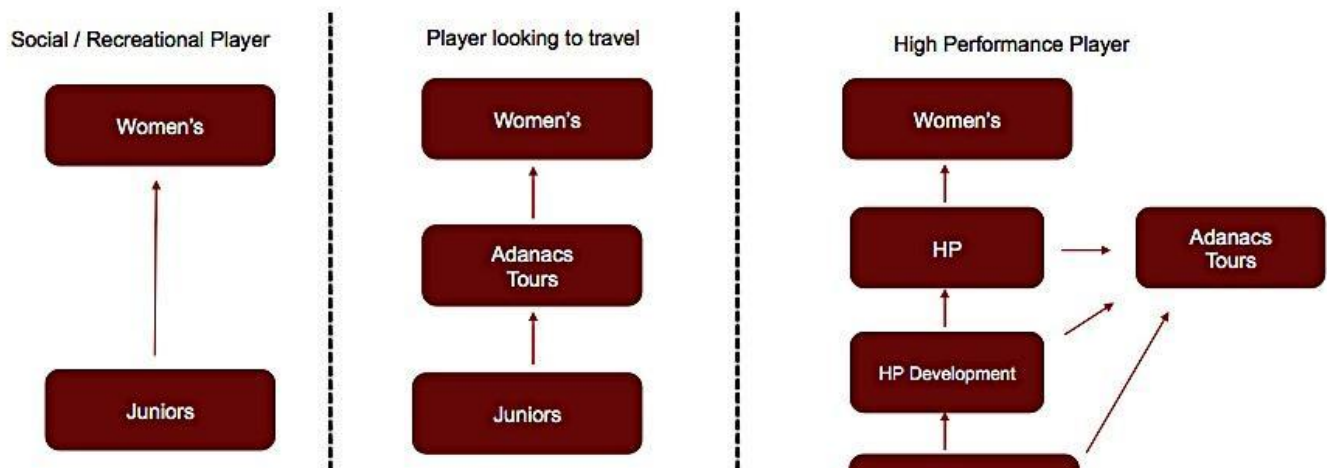 Social / Recreational Player
Women's
Juniors
Player looking to travel
Women's
Adanacs
Tours
Juniors
High Performance Player
Women's
HP
Adanacs
Tours
HP Development